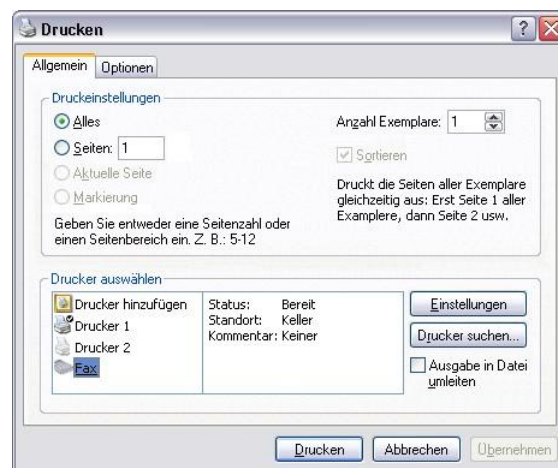 Drucken
Allgemein
Optionen
Druckeinstellungen
Alles
Seiten: 1
Aktuelle Seite
Markierung
Geben Sie entweder eine Seitenzahl oder
einen Seitenbereich ein. Z. B.: 5-12
Anzahl Exemplare: 1
Sortieren
Druckt die Seiten aller Exemplare
gleichzeitig aus: Erst Seite 1 aller
Examplere, dann Seite 2 usw.
Drucker auswählen
Drucker hinzufügen
Drucker 1
Drucker 2
Fax
Status: Bereit
Standort: Keller
Kommentar: Keiner
Einstellungen
Drucker suchen...
Ausgabe in Datei
umleiten
Drucken
Abbrechen
Übernehmen